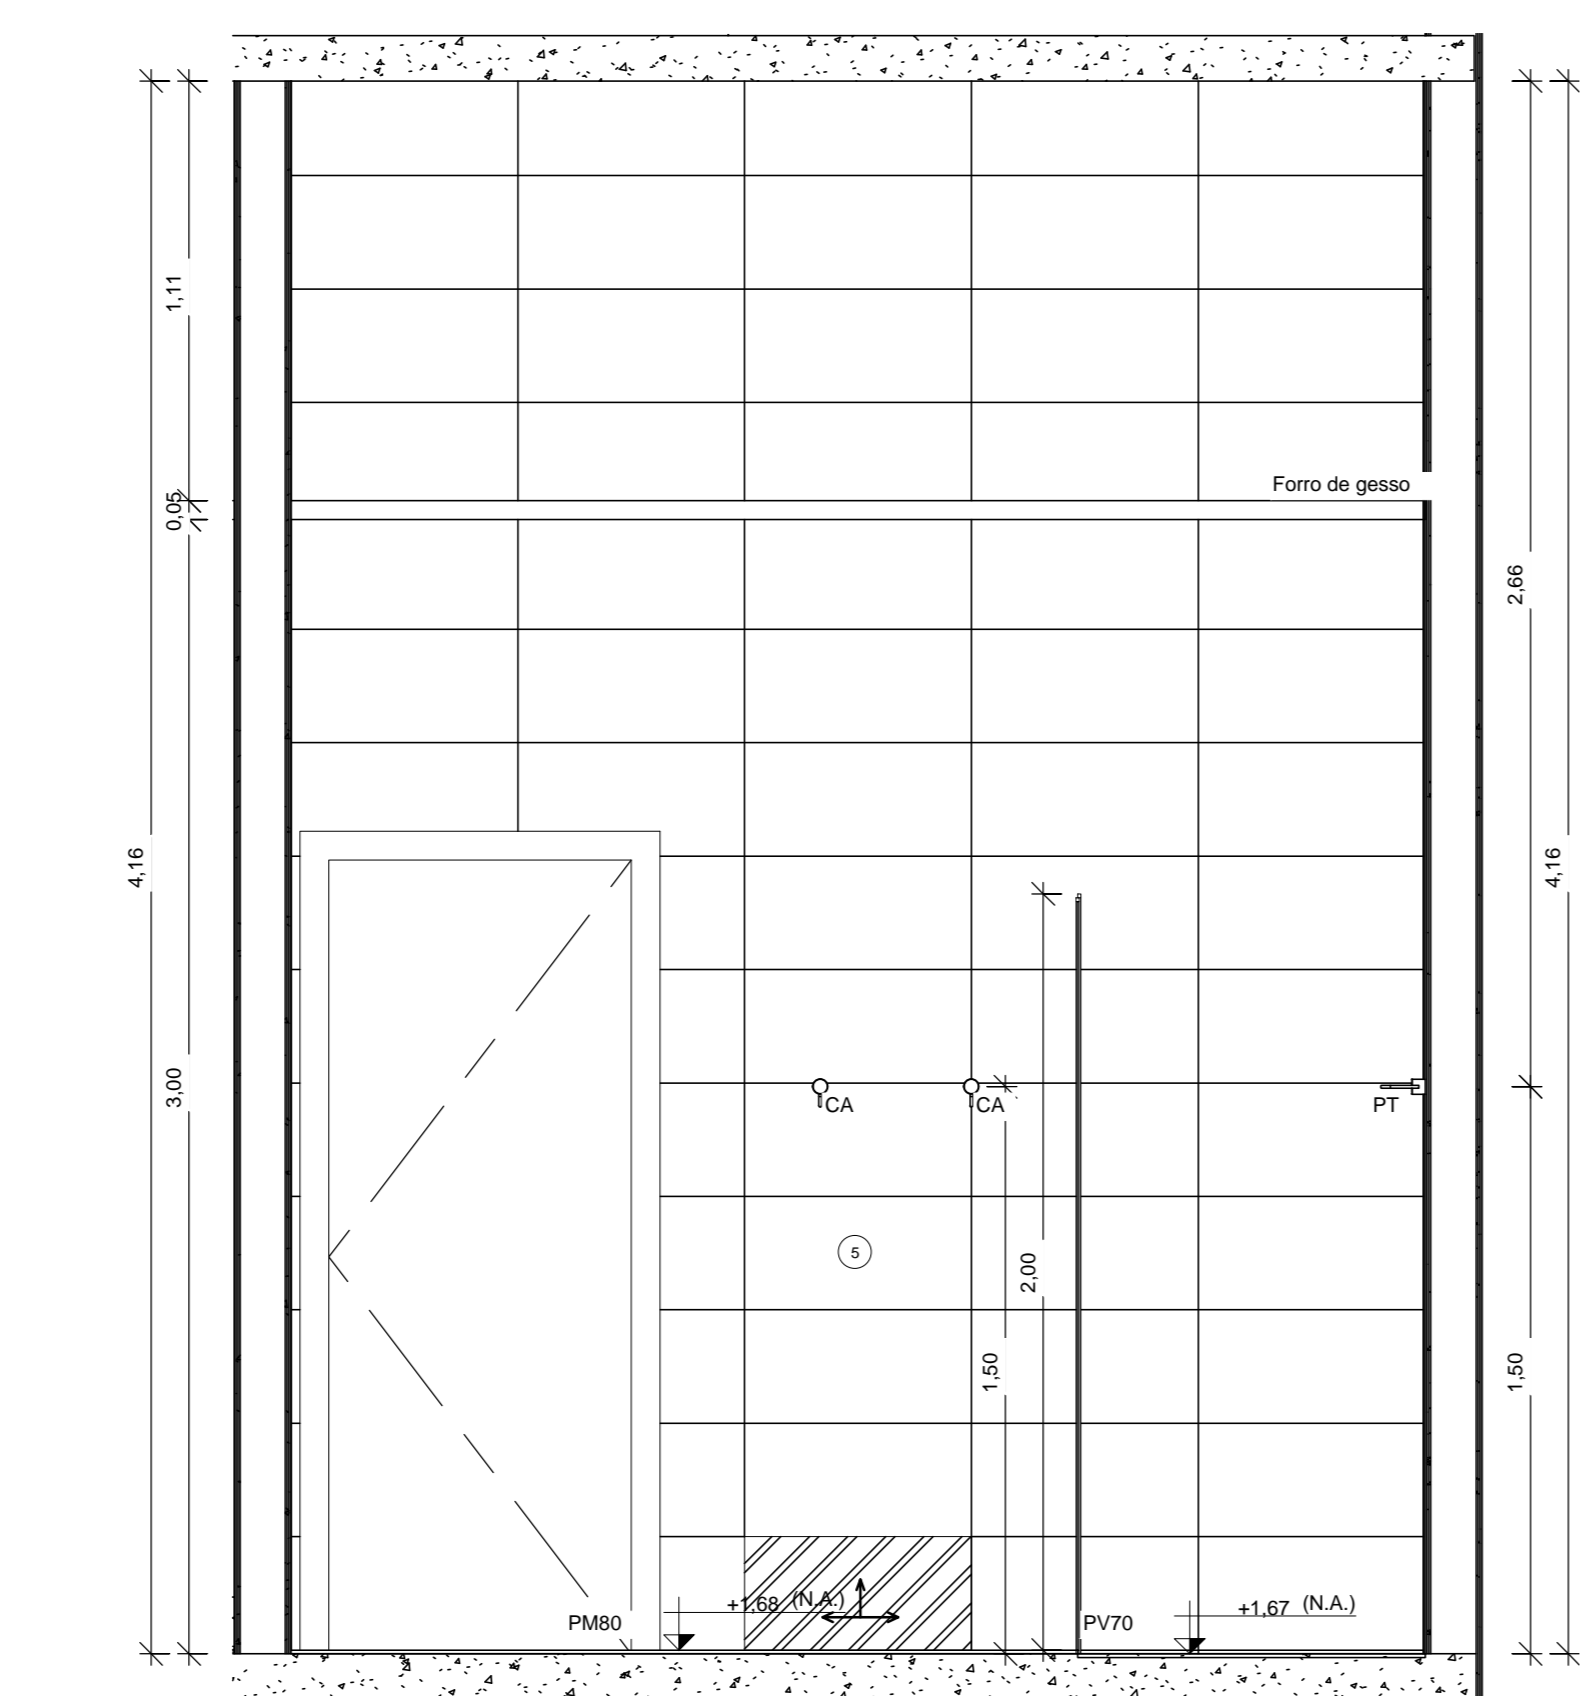 1,11
Forro de gesso
0,05
2,66
4,16
4,16
3,00
CA
CA
PT
5
2,00
1,50
1,50
+1,68 (N.A.)
+1,67 (N.A.)
PM80
PV70